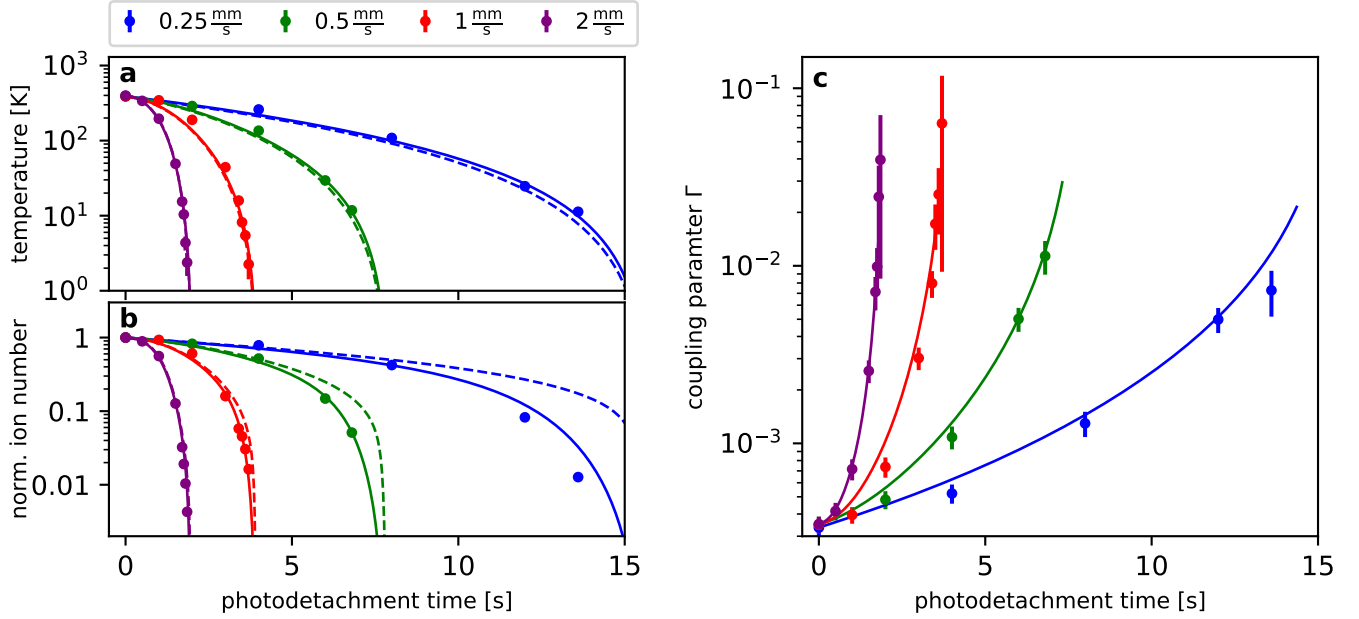 0.25 mm/s 0.5 mm/s 1 mm/s 2 mm/s
a
temperature [K]
10³
10²
10¹
10⁰
b
norm. ion number
1
0.1
0.01
0 5 10 15
photodetachment time [s]
c
coupling paramter Γ
10⁻¹
10⁻²
10⁻³
0 5 10 15
photodetachment time [s]